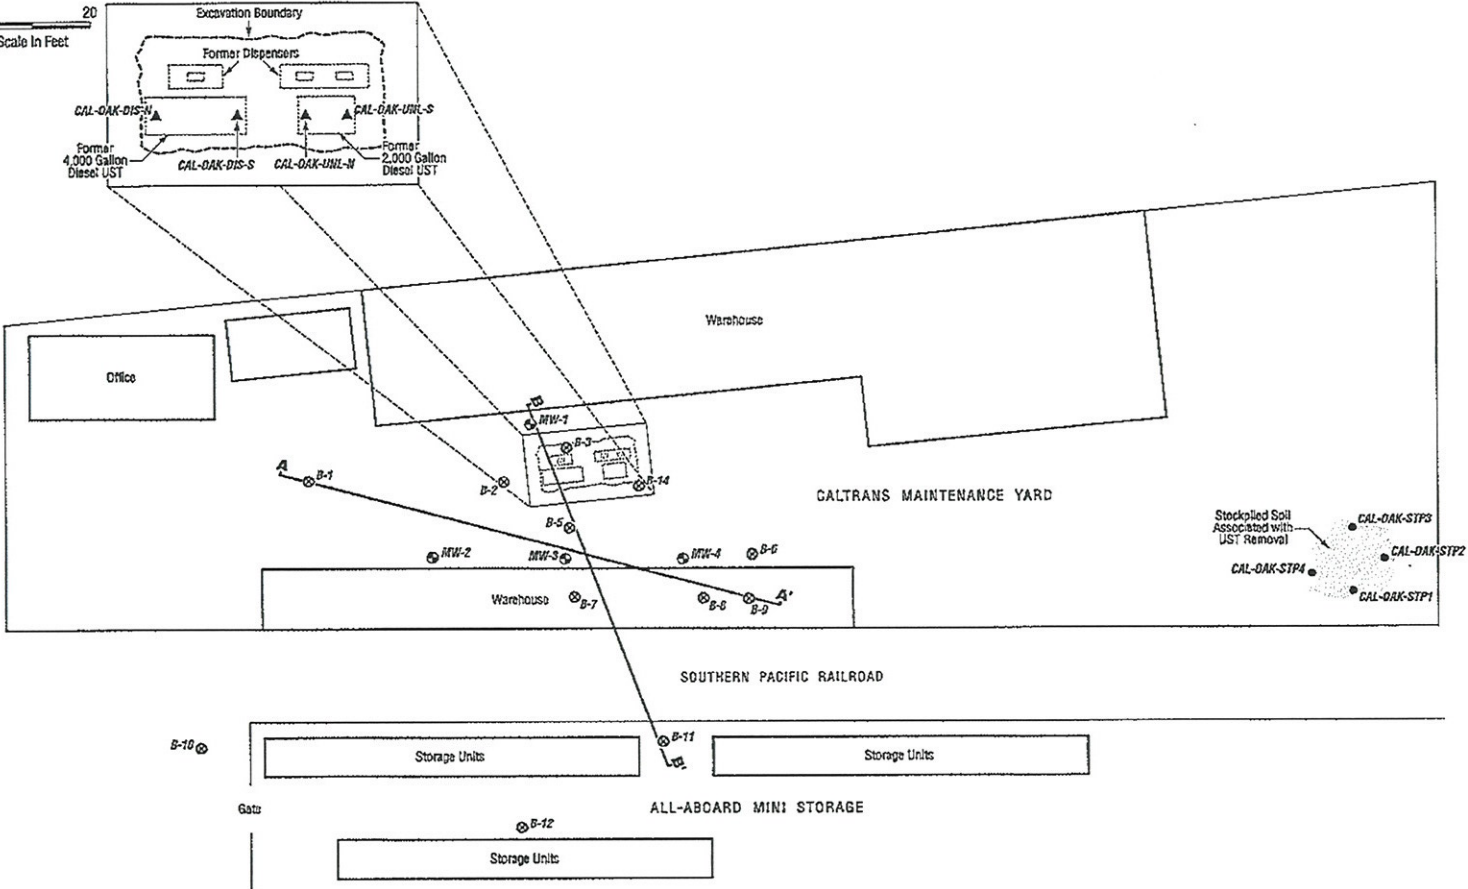 20
Scale In Feet
Excavation Boundary
Former Dispensers
CAL-OAK-DIS-N
CAL-OAK-UNL-S
Former
4,000 Gallon
Diesel UST
CAL-OAK-DIS-S
CAL-OAK-UNL-N
Former
2,000 Gallon
Diesel UST
Warehouse
Office
B
MW-1
B-3
A
B-1
B-2
B-14
CALTRANS MAINTENANCE YARD
Stockpiled Soil
Associated with
UST Removal
CAL-OAK-STP3
B-5
CAL-OAK-STP2
MW-2
MW-3
MW-4
B-6
CAL-OAK-STP4
Warehouse
B-7
B-8
B-9
A'
CAL-OAK-STP1
SOUTHERN PACIFIC RAILROAD
B-10
B-11
Storage Units
B'
Storage Units
Gate
ALL-ABOARD MINI STORAGE
B-12
Storage Units